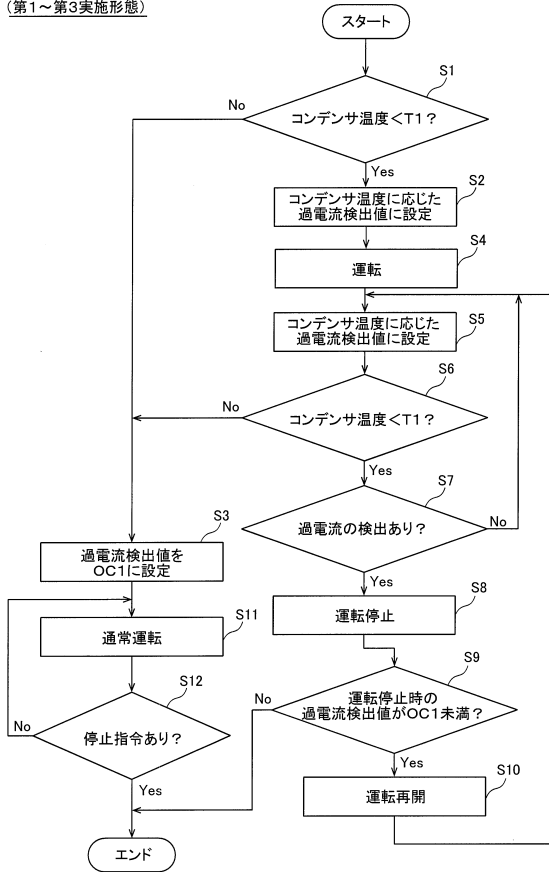 (第1～第3実施形態)
スタート
S1
コンデンサ温度＜T1？
No
Yes
S2
コンデンサ温度に応じた
過電流検出値に設定
S4
運転
S5
コンデンサ温度に応じた
過電流検出値に設定
S6
コンデンサ温度＜T1？
No
Yes
S7
過電流の検出あり？
No
Yes
S3
過電流検出値を
OC1に設定
S8
運転停止
S11
通常運転
S9
運転停止時の
過電流検出値がOC1未満？
No
Yes
S12
停止指令あり？
No
Yes
S10
運転再開
エンド